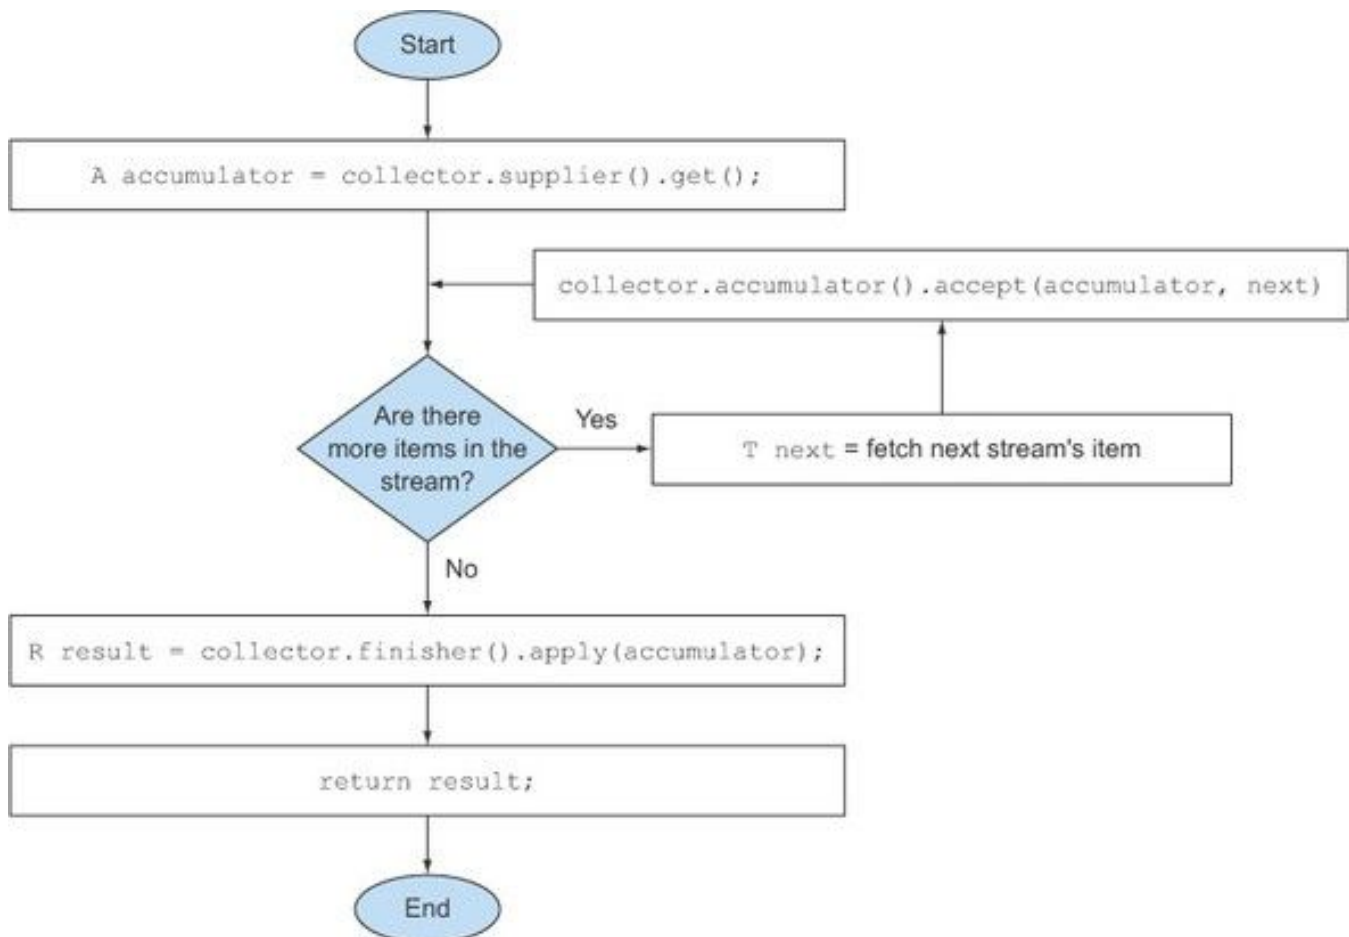 Start
A accumulator = collector.supplier().get();
collector.accumulator().accept(accumulator, next)
Are there
more items in the
stream?
Yes
T next = fetch next stream's item
No
R result = collector.finisher().apply(accumulator);
return result;
End